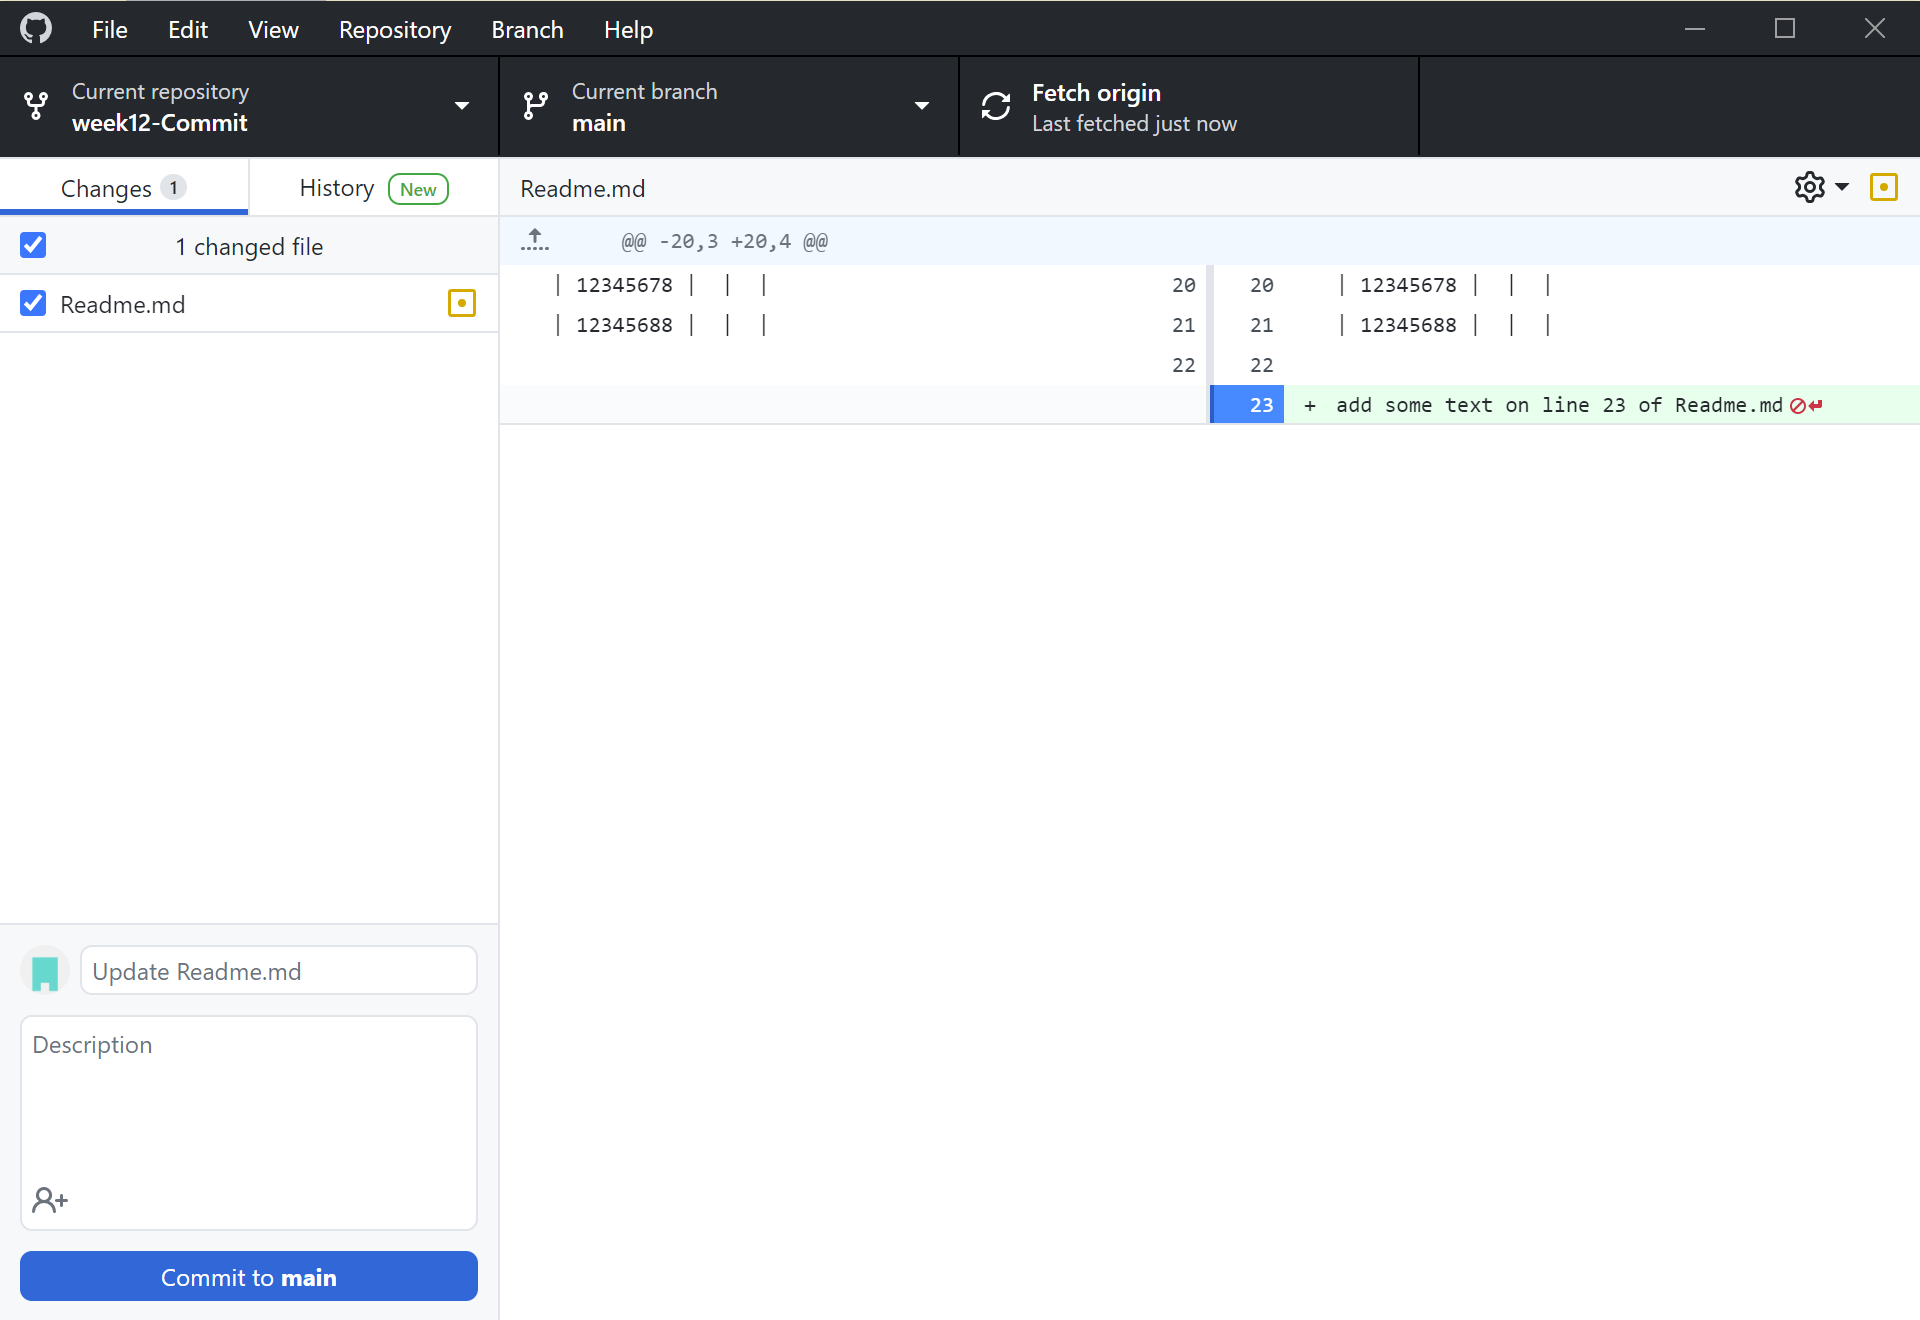 File Edit View Repository Branch Help
Current repository
week12-Commit
Current branch
main
Fetch origin
Last fetched just now
Changes 1
History New
Readme.md
1 changed file
Readme.md
@@ -20,3 +20,4 @@
| 12345678 | | | 20 20 | 12345678 | | |
| 12345688 | | | 21 21 | 12345688 | | |
22 22
23 + add some text on line 23 of Readme.md
Update Readme.md
Description
Commit to main